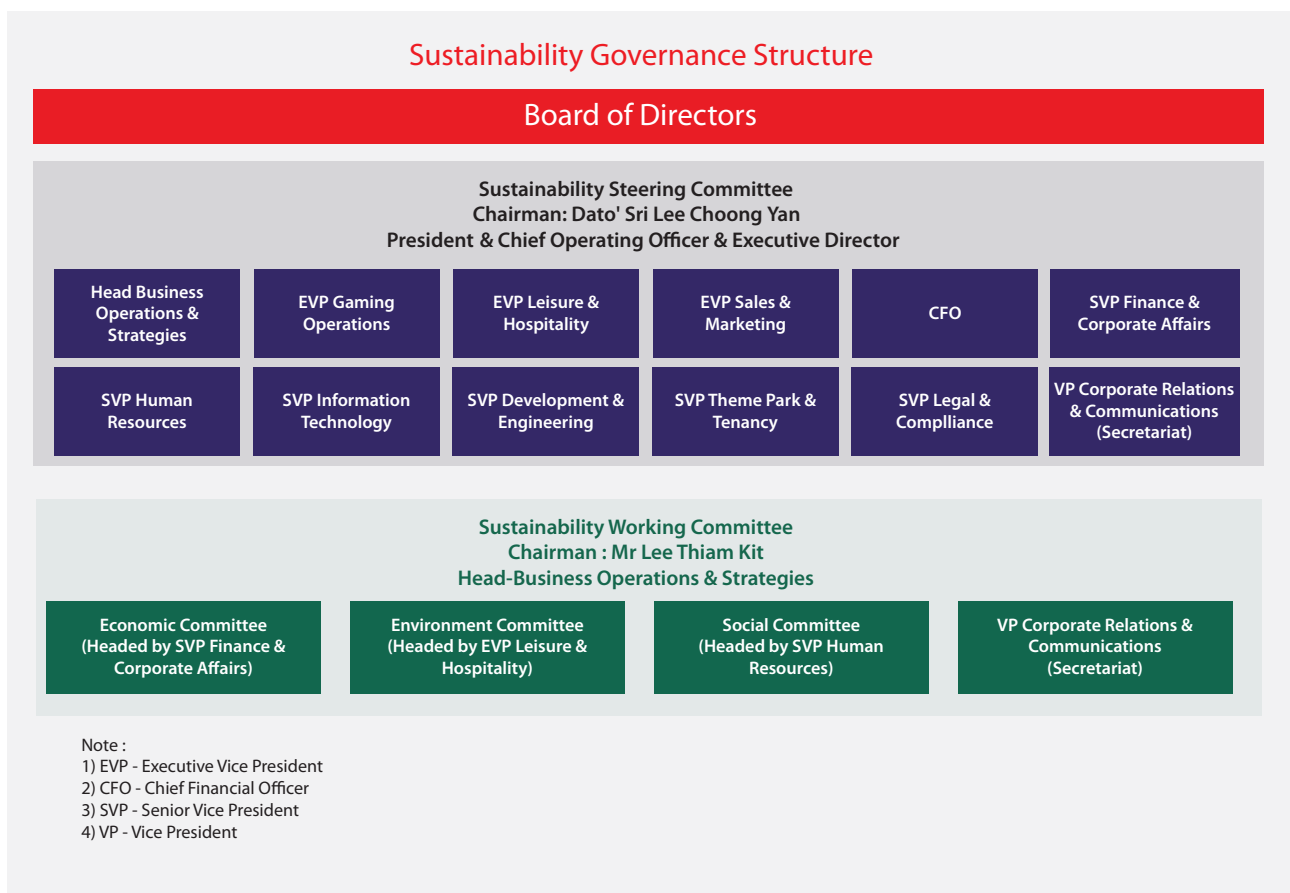 Sustainability Governance Structure
Board of Directors
Sustainability Steering Committee
Chairman: Dato' Sri Lee Choong Yan
President & Chief Operating Officer & Executive Director
Head Business
Operations &
Strategies
EVP Gaming
Operations
EVP Leisure &
Hospitality
EVP Sales &
Marketing
CFO
SVP Finance &
Corporate Affairs
SVP Human
Resources
SVP Information
Technology
SVP Development &
Engineering
SVP Theme Park &
Tenancy
SVP Legal &
Complliance
VP Corporate Relations
& Communications
(Secretariat)
Sustainability Working Committee
Chairman : Mr Lee Thiam Kit
Head-Business Operations & Strategies
Economic Committee
(Headed by SVP Finance &
Corporate Affairs)
Environment Committee
(Headed by EVP Leisure &
Hospitality)
Social Committee
(Headed by SVP Human
Resources)
VP Corporate Relations &
Communications
(Secretariat)
Note :
1) EVP - Executive Vice President
2) CFO - Chief Financial Officer
3) SVP - Senior Vice President
4) VP - Vice President